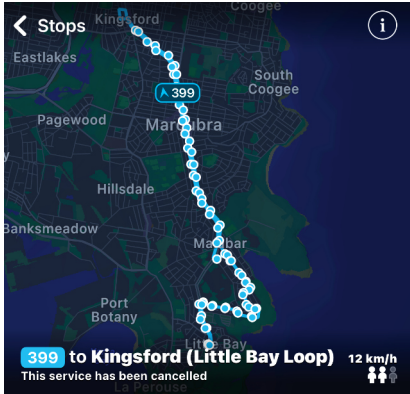 Coogee
Kingsford
Stops
i
Eastlakes
South
Coogee
399
Pagewood
Maroubra
y
Hillsdale
Malabar
Banksmeadow
Port
Botany
Little Bay
399 to Kingsford (Little Bay Loop) 12 km/h
This service has been cancelled
La Perouse